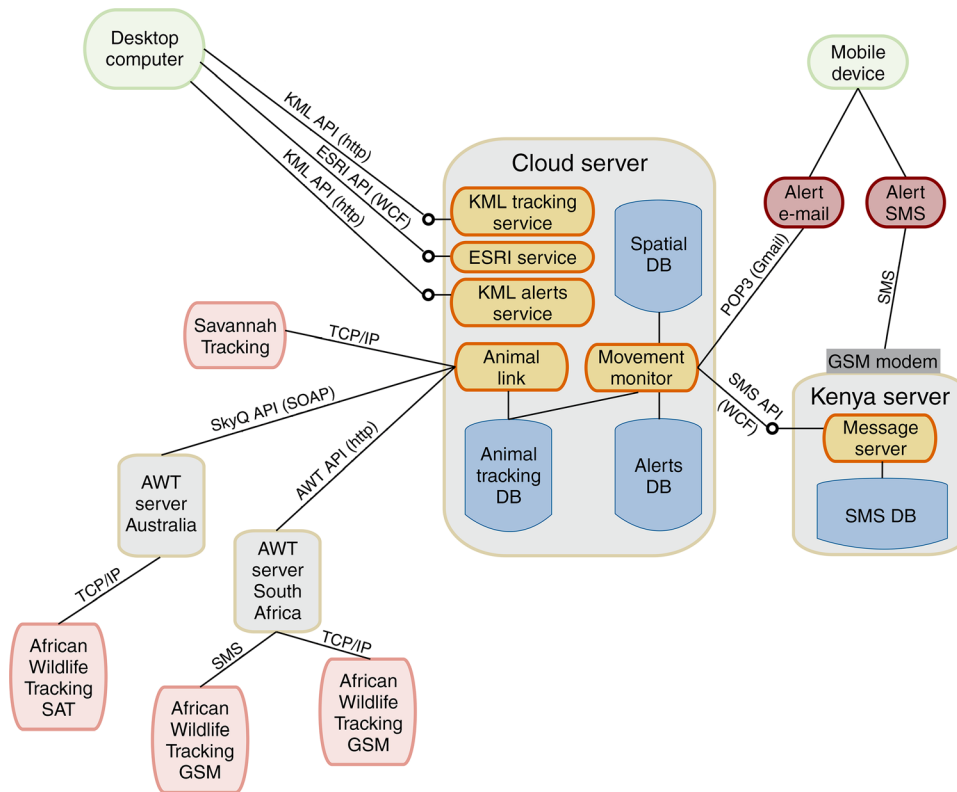 Desktop
computer
Mobile
device
KML API (http)
ESRI API (WCF)
KML API (http)
Cloud server
KML tracking
service
ESRI service
KML alerts
service
Spatial
DB
Alert
e-mail
Alert
SMS
POP3 (Gmail)
SMS
Savannah
Tracking
TCP/IP
Animal
link
Movement
monitor
GSM modem
SMS API
(WCF)
Kenya server
Message
server
SkyQ API (SOAP)
AWT API (http)
Animal
tracking
DB
Alerts
DB
SMS DB
AWT
server
Australia
AWT
server
South
Africa
TCP/IP
SMS
TCP/IP
African
Wildlife
Tracking
SAT
African
Wildlife
Tracking
GSM
African
Wildlife
Tracking
GSM